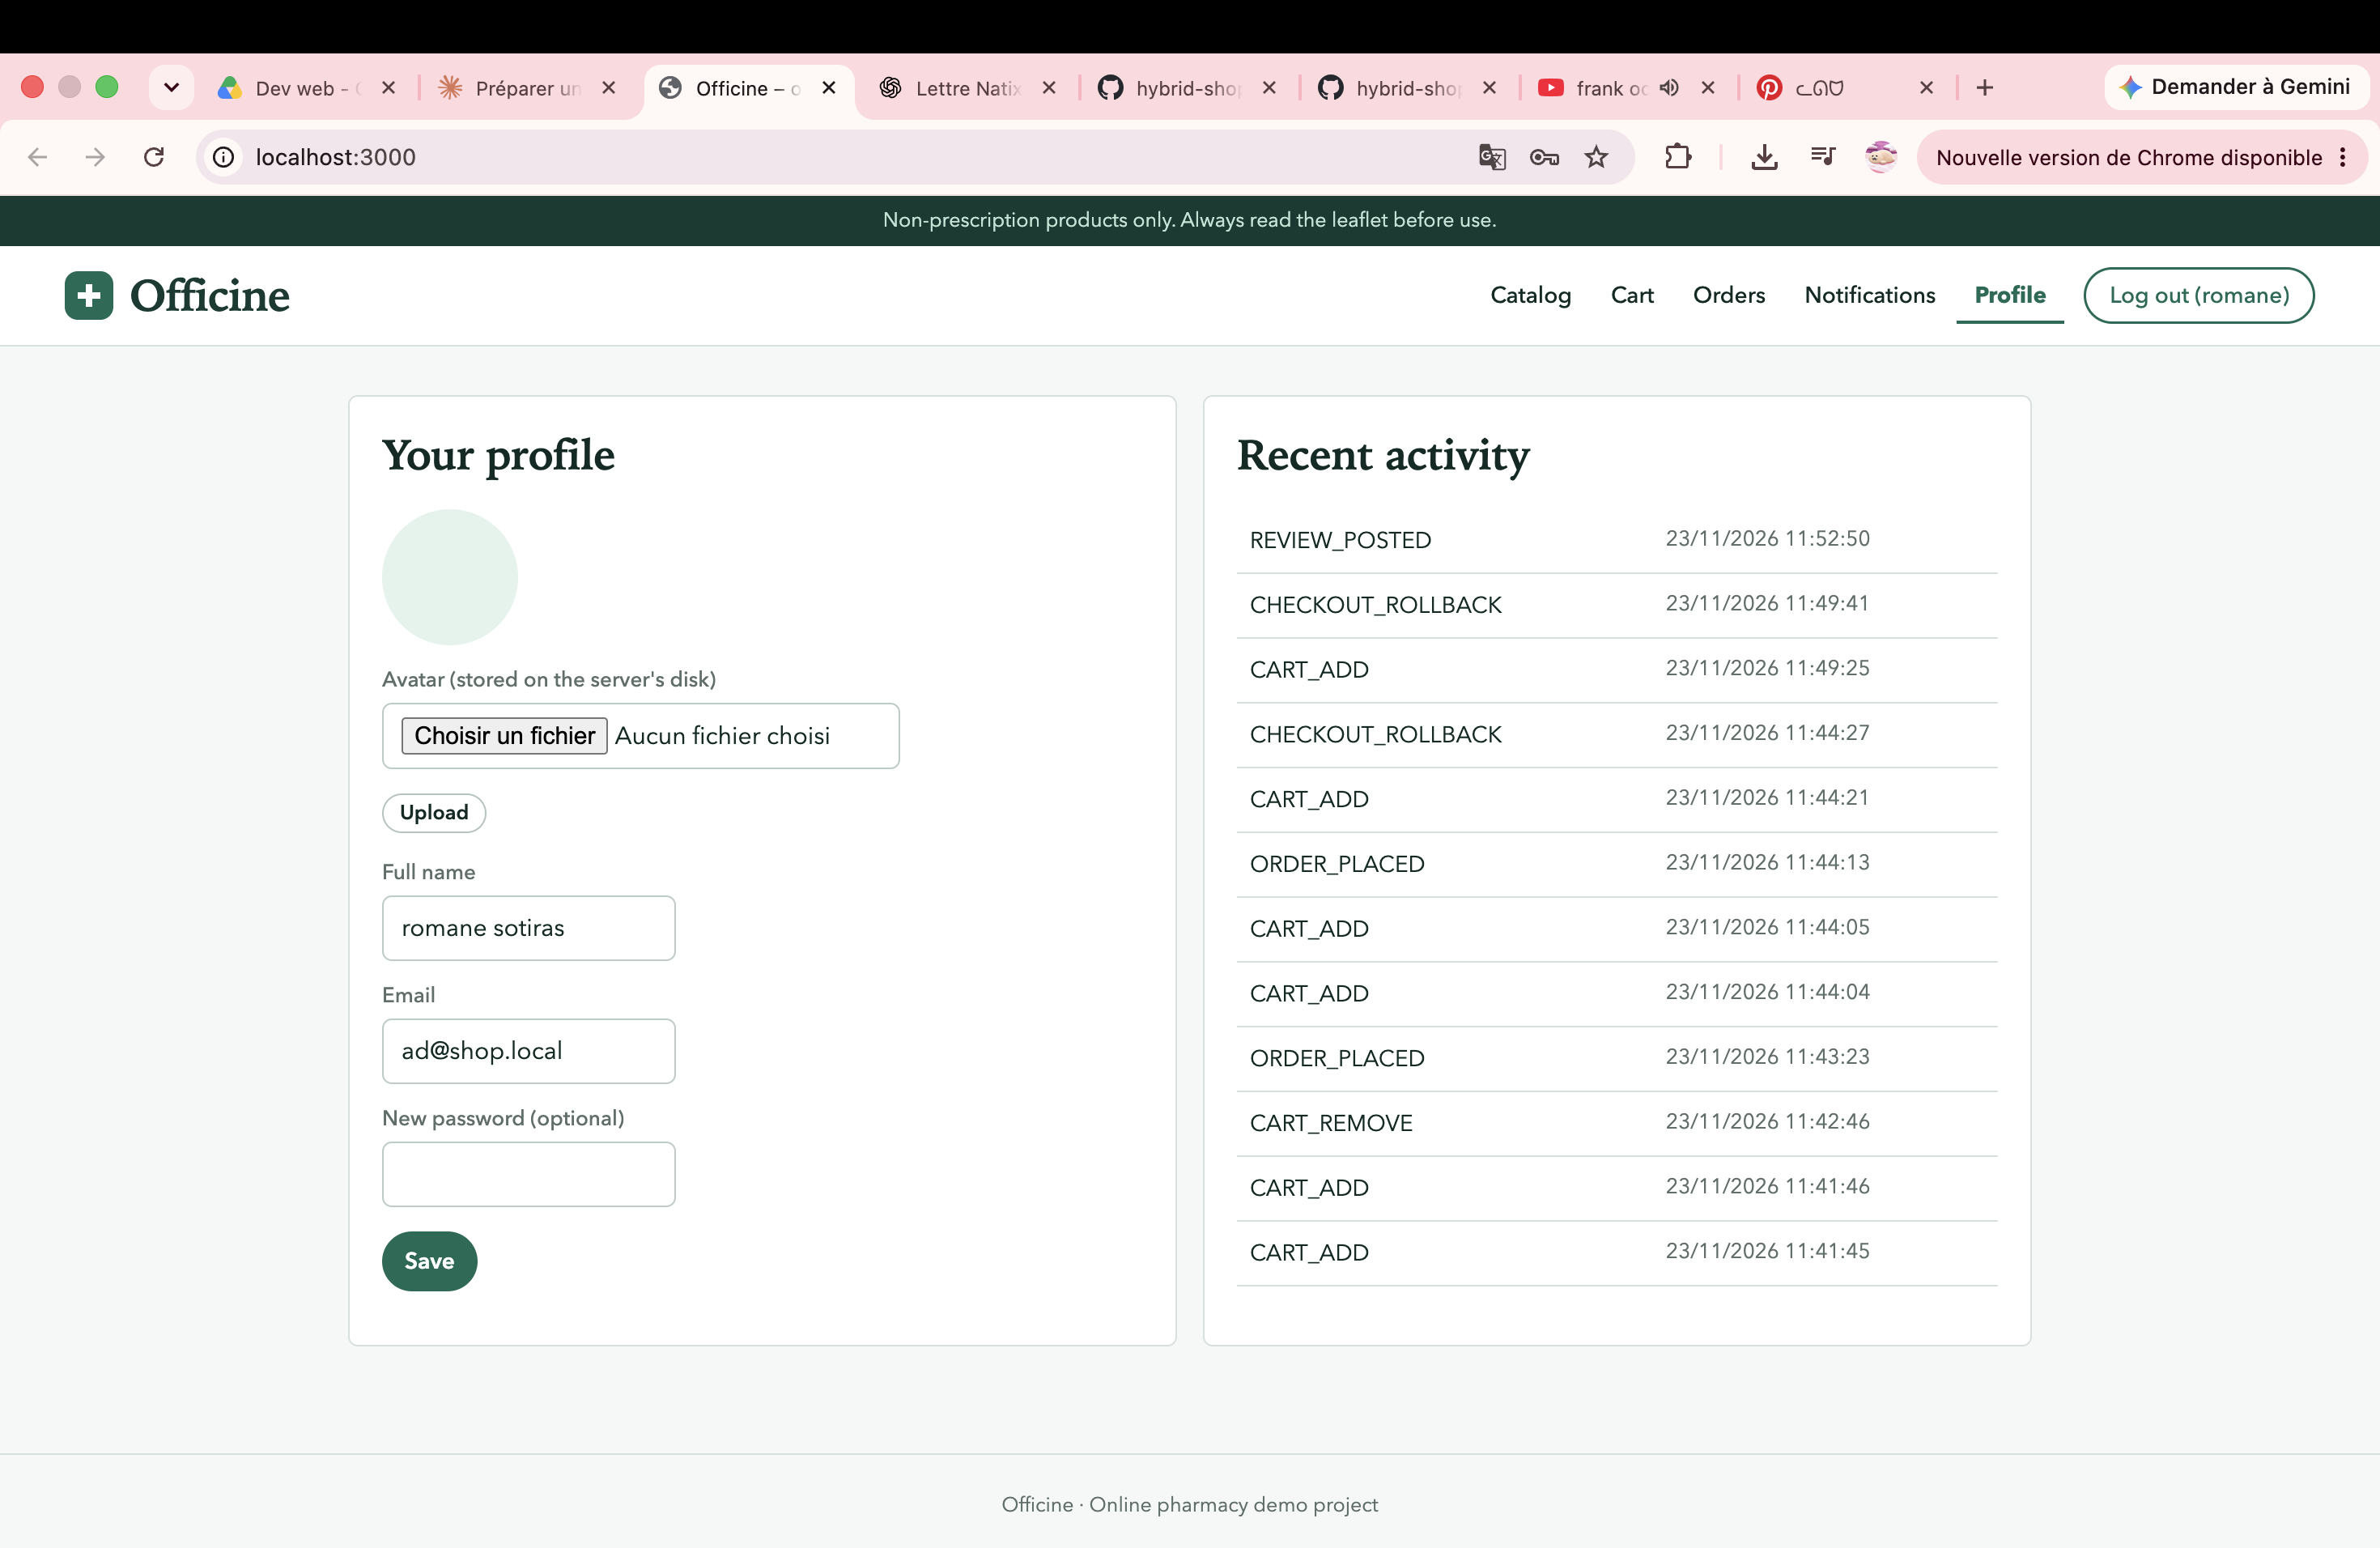 Dev web - 
Préparer un
Officine – o
Lettre Natix
hybrid-shop
hybrid-shop
frank oc
Demander à Gemini
localhost:3000
Nouvelle version de Chrome disponible
Non-prescription products only. Always read the leaflet before use.
Officine
Catalog Cart Orders Notifications Profile Log out (romane)
Your profile
Avatar (stored on the server's disk)
Choisir un fichier Aucun fichier choisi
Upload
Full name
romane sotiras
Email
ad@shop.local
New password (optional)
Save
Recent activity
REVIEW_POSTED 23/11/2026 11:52:50
CHECKOUT_ROLLBACK 23/11/2026 11:49:41
CART_ADD 23/11/2026 11:49:25
CHECKOUT_ROLLBACK 23/11/2026 11:44:27
CART_ADD 23/11/2026 11:44:21
ORDER_PLACED 23/11/2026 11:44:13
CART_ADD 23/11/2026 11:44:05
CART_ADD 23/11/2026 11:44:04
ORDER_PLACED 23/11/2026 11:43:23
CART_REMOVE 23/11/2026 11:42:46
CART_ADD 23/11/2026 11:41:46
CART_ADD 23/11/2026 11:41:45
Officine · Online pharmacy demo project